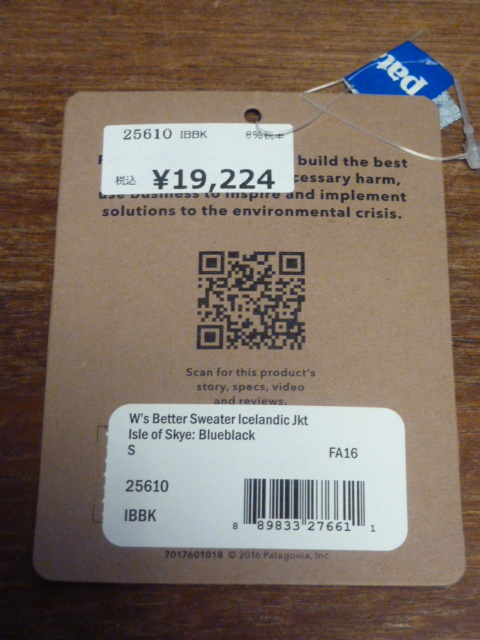 pat
25610 IBBK 8%税率
税込 ¥19,224
build the best
cessary harm,
use business to inspire and implement
solutions to the environmental crisis.
Scan for this product's
story, specs, video
and reviews.
W's Better Sweater Icelandic Jkt
Isle of Skye: Blueblack
S FA16
25610
IBBK
8 89833 27661 1
7017601018 © 2016 Patagonia, Inc.